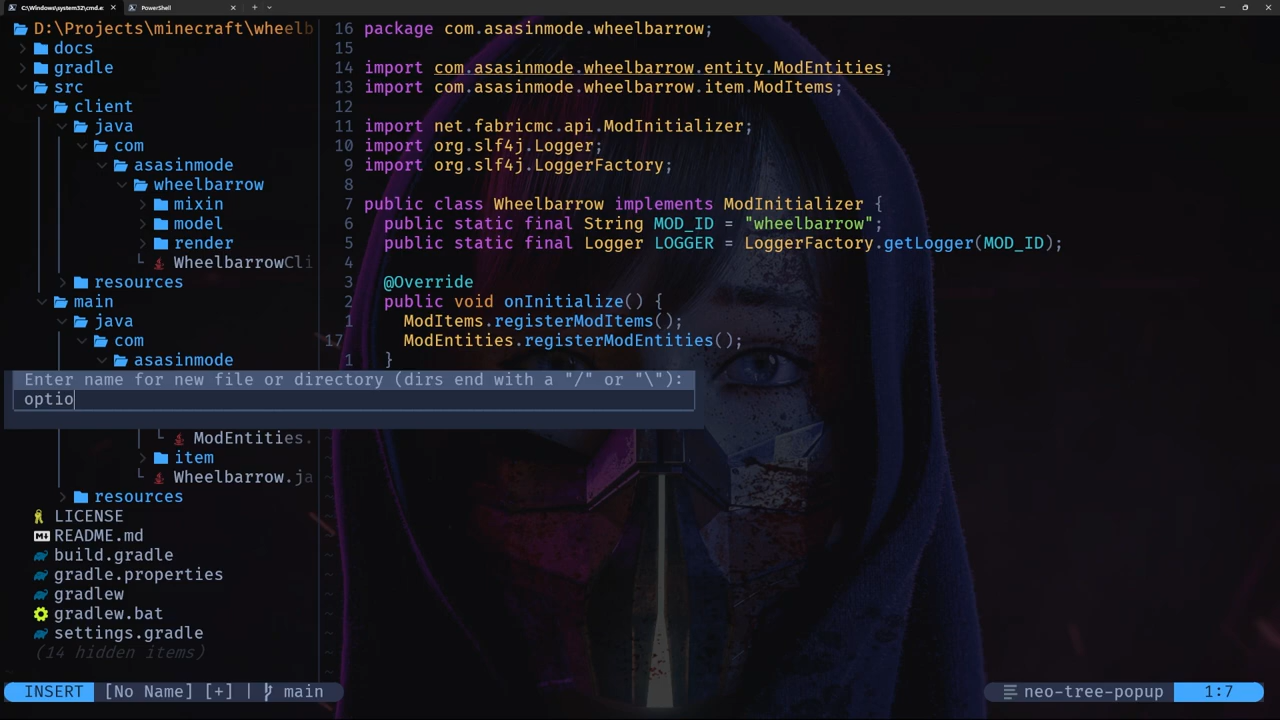 C:\Windows\system32\cmd.e:
PowerShell
D:\Projects\minecraft\wheelb
docs
gradle
src
client
java
com
asasinmode
wheelbarrow
mixin
model
render
WheelbarrowCli
resources
main
java
com
asasinmode
ModEntities.
item
Wheelbarrow.ja
resources
LICENSE
README.md
build.gradle
gradle.properties
gradlew
gradlew.bat
settings.gradle
(14 hidden items)
16 package com.asasinmode.wheelbarrow;
15
14 import com.asasinmode.wheelbarrow.entity.ModEntities;
13 import com.asasinmode.wheelbarrow.item.ModItems;
12
11 import net.fabricmc.api.ModInitializer;
10 import org.slf4j.Logger;
9 import org.slf4j.LoggerFactory;
8
7 public class Wheelbarrow implements ModInitializer {
6 public static final String MOD_ID = "wheelbarrow";
5 public static final Logger LOGGER = LoggerFactory.getLogger(MOD_ID);
4
3 @Override
2 public void onInitialize() {
1 ModItems.registerModItems();
17 ModEntities.registerModEntities();
1 }
Enter name for new file or directory (dirs end with a "/" or "\"):
optio
INSERT [No Name] [+] | main
neo-tree-popup 1:7